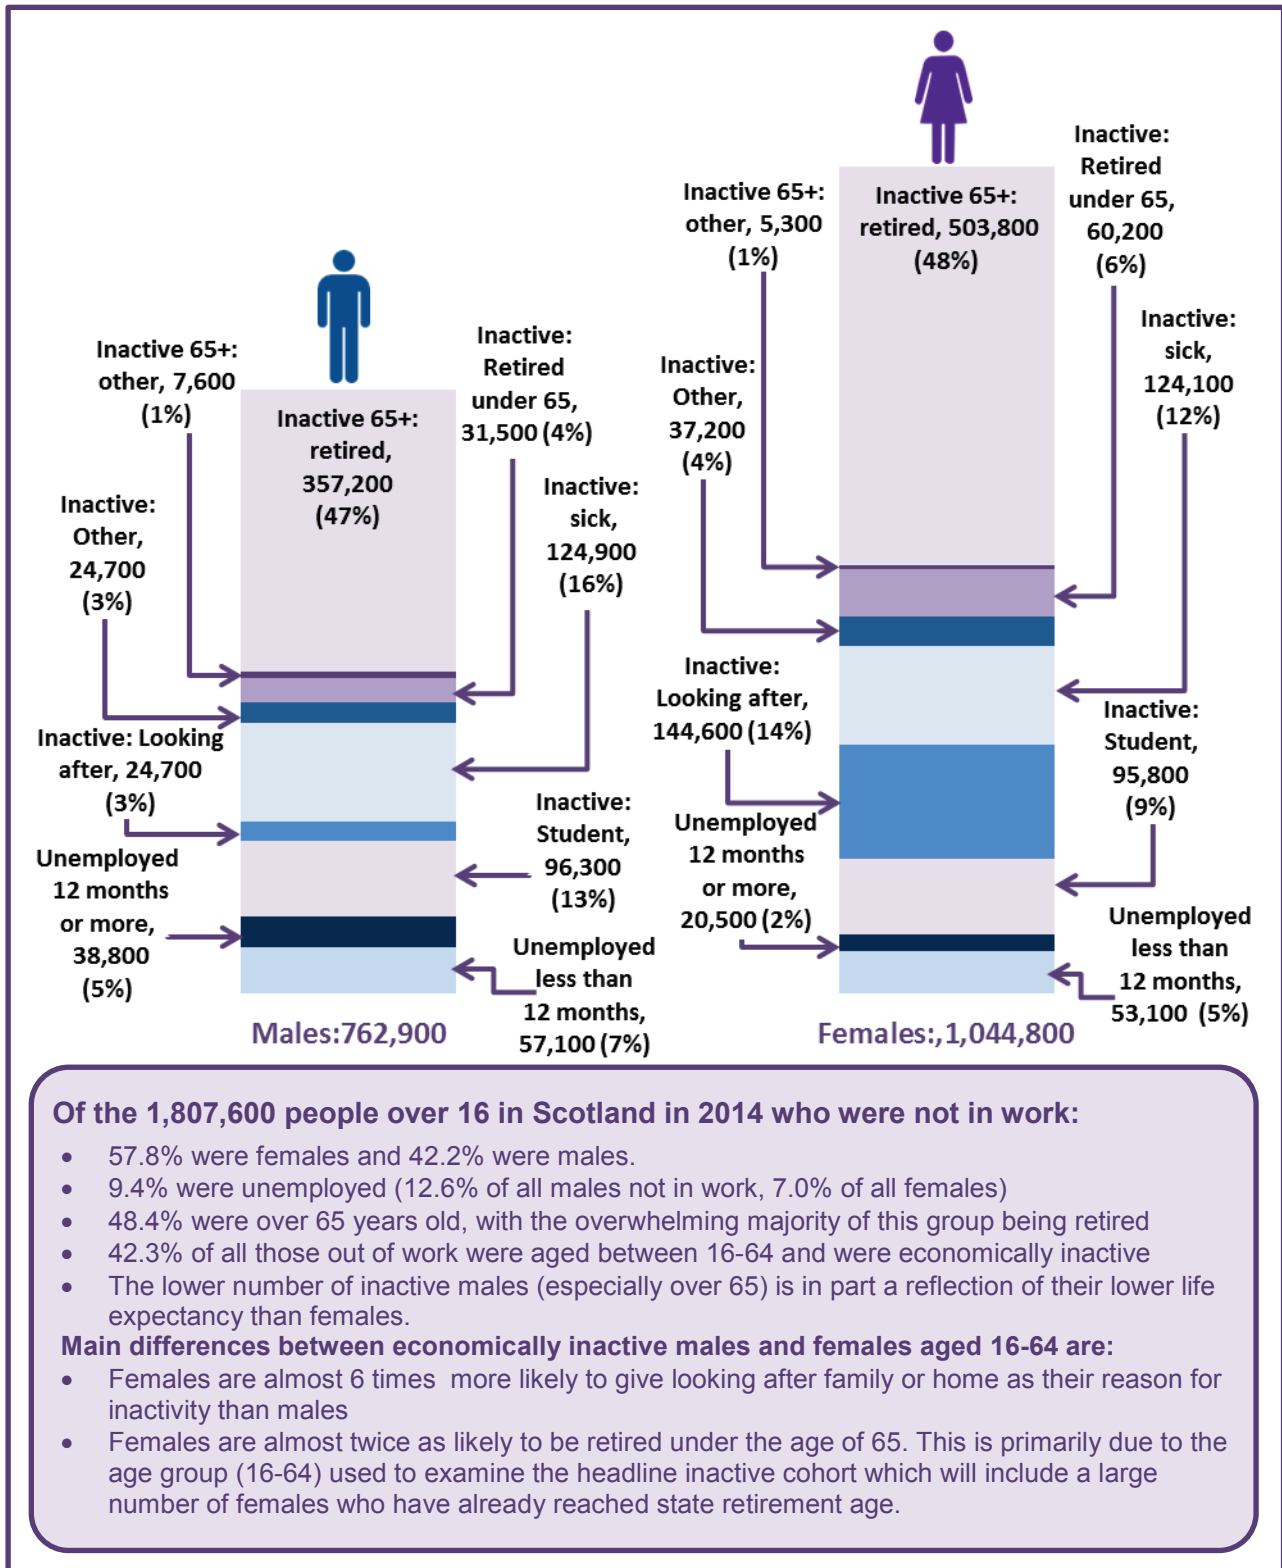 Inactive 65+:
other, 7,600
(1%)
Inactive:
Other,
24,700
(3%)
Inactive: Looking
after, 24,700
(3%)
Unemployed
12 months
or more,
38,800
(5%)
Inactive 65+:
retired,
357,200
(47%)
Inactive:
Retired
under 65,
31,500 (4%)
Inactive:
sick,
124,900
(16%)
Inactive:
Student,
96,300
(13%)
Unemployed
less than
12 months,
57,100 (7%)
Males:762,900
Inactive 65+:
other, 5,300
(1%)
Inactive:
Other,
37,200
(4%)
Inactive:
Looking after,
144,600 (14%)
Unemployed
12 months
or more,
20,500 (2%)
Inactive 65+:
retired, 503,800
(48%)
Inactive:
Retired
under 65,
60,200
(6%)
Inactive:
sick,
124,100
(12%)
Inactive:
Student,
95,800
(9%)
Unemployed
less than
12 months,
53,100 (5%)
Females:,1,044,800
Of the 1,807,600 people over 16 in Scotland in 2014 who were not in work:
• 57.8% were females and 42.2% were males.
• 9.4% were unemployed (12.6% of all males not in work, 7.0% of all females)
• 48.4% were over 65 years old, with the overwhelming majority of this group being retired
• 42.3% of all those out of work were aged between 16-64 and were economically inactive
• The lower number of inactive males (especially over 65) is in part a reflection of their lower life
expectancy than females.
Main differences between economically inactive males and females aged 16-64 are:
• Females are almost 6 times more likely to give looking after family or home as their reason for
inactivity than males
• Females are almost twice as likely to be retired under the age of 65. This is primarily due to the
age group (16-64) used to examine the headline inactive cohort which will include a large
number of females who have already reached state retirement age.